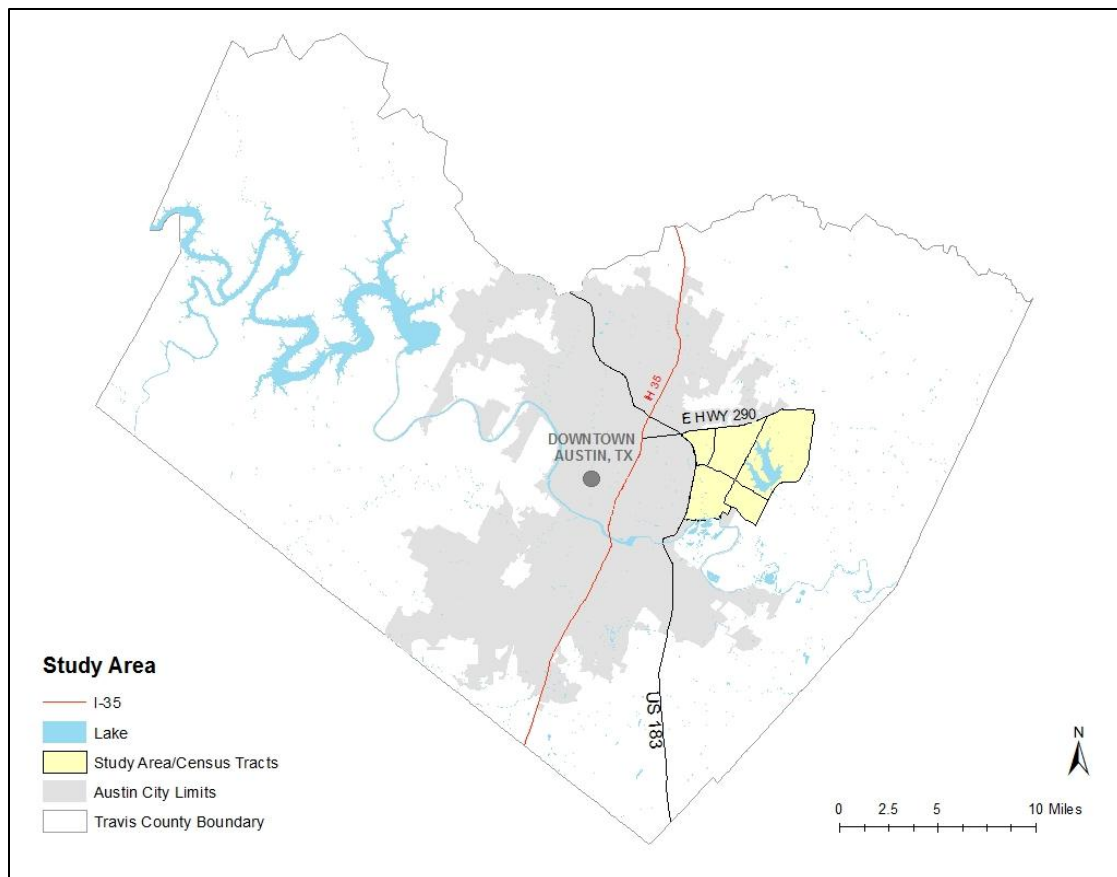 IH 35
E HWY 290
DOWNTOWN
AUSTIN, TX
US 183
Study Area
I-35
Lake
Study Area/Census Tracts
Austin City Limits
Travis County Boundary
N
0 2.5 5 10 Miles